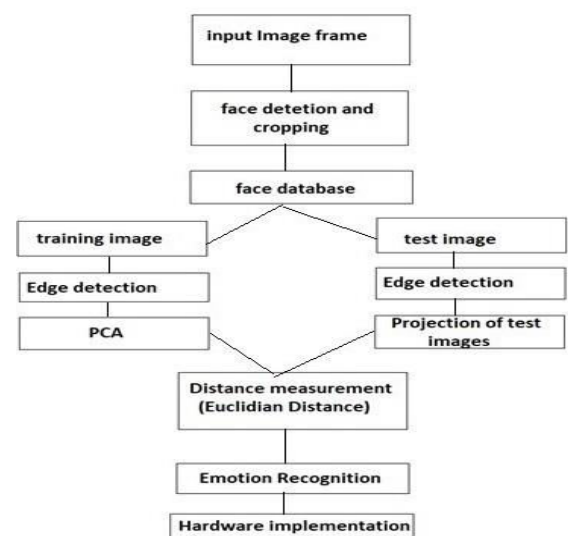 input Image frame
face detetion and
cropping
face database
training image
test image
Edge detection
Edge detection
PCA
Projection of test
images
Distance measurement
(Euclidian Distance)
Emotion Recognition
Hardware implementation